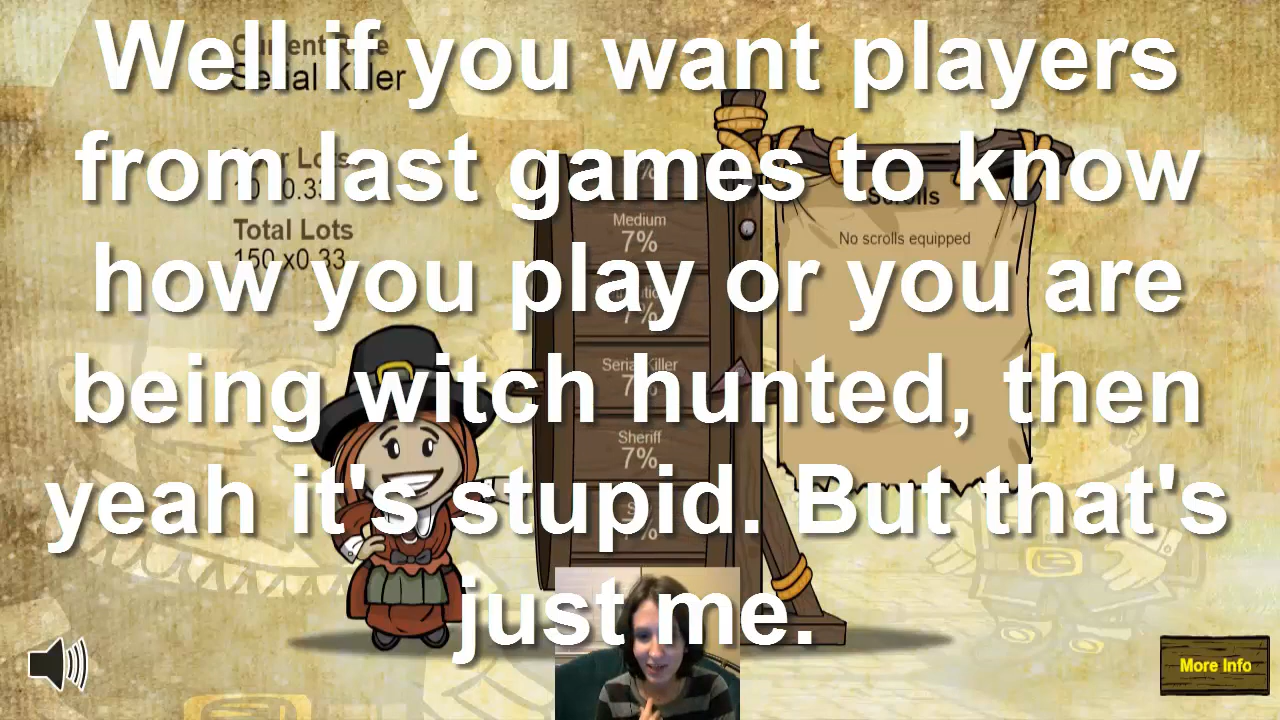 Well if you want players
from last games to know
how you play or you are
being witch hunted, then
yeah it's stupid. But that's
just me.
Serial Killer
Total Lots
150 x0.33
Medium
7%
7%
Serial Killer
Sheriff
7%
Scrolls
No scrolls equipped
More Info